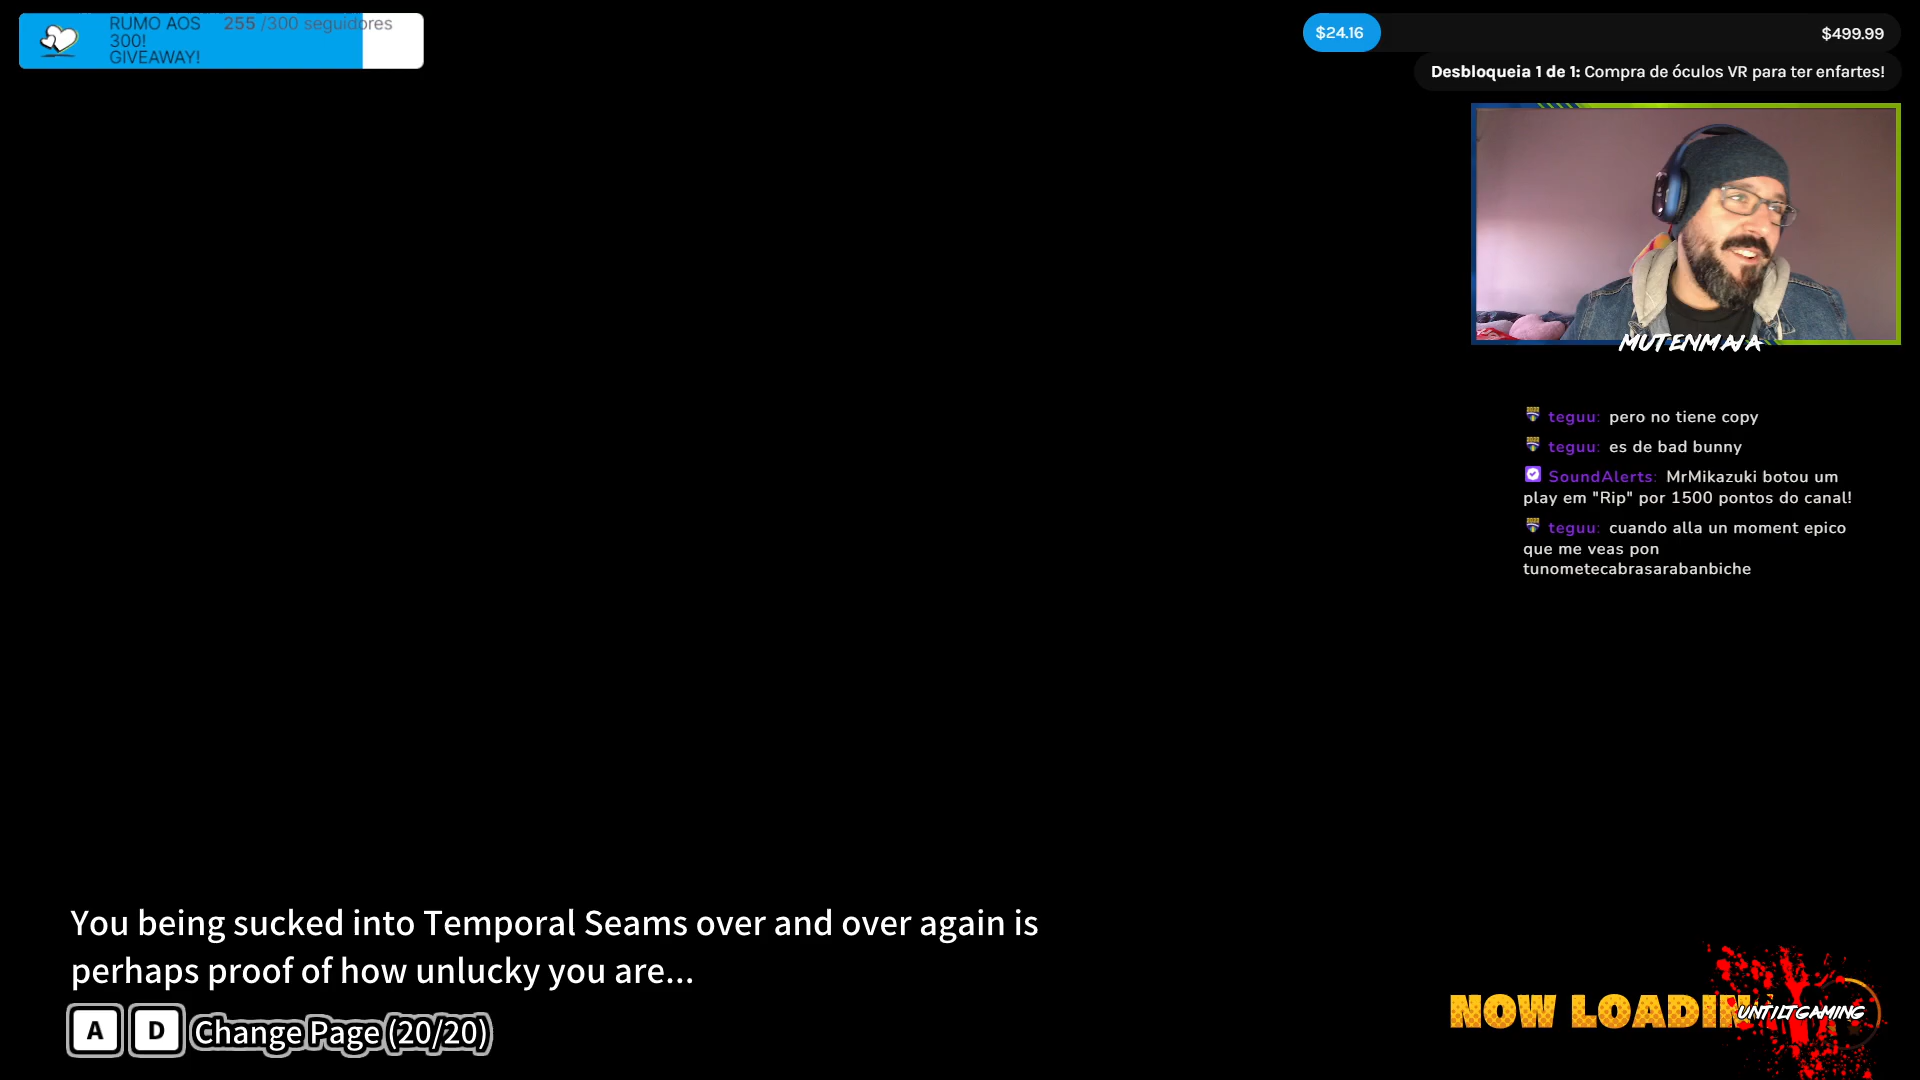 RUMO AOS 300! GIVEAWAY!
255 /300 seguidores
$24.16
$499.99
Desbloqueia 1 de 1: Compra de óculos VR para ter enfartes!
MUTENMAJA
teguu: pero no tiene copy
teguu: es de bad bunny
SoundAlerts: MrMikazuki botou um
play em "Rip" por 1500 pontos do canal!
teguu: cuando alla un moment epico
que me veas pon
tunometecabrasarabanbiche
You being sucked into Temporal Seams over and over again is
perhaps proof of how unlucky you are...
A D Change Page (20/20)
NOW LOADIN
UNTILTGAMING